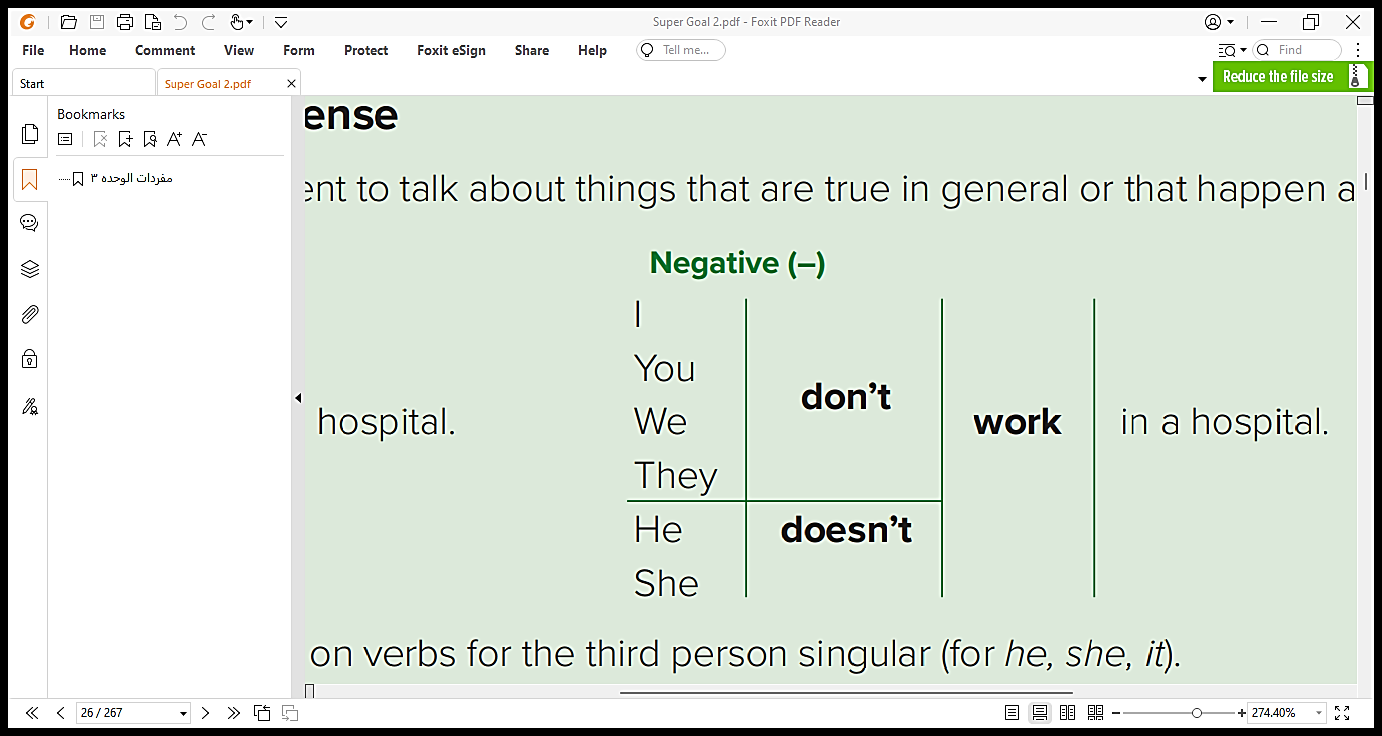 Super Goal 2.pdf - Foxit PDF Reader
File Home Comment View Form Protect Foxit eSign Share Help Tell me... Find
Start Super Goal 2.pdf Reduce the file size
Bookmarks
مفردات الوحده ٣
ense
ent to talk about things that are true in general or that happen a
Negative (–)
I
You
don't
We
hospital. work in a hospital.
They
He doesn't
She
on verbs for the third person singular (for he, she, it).
26 / 267 274.40%